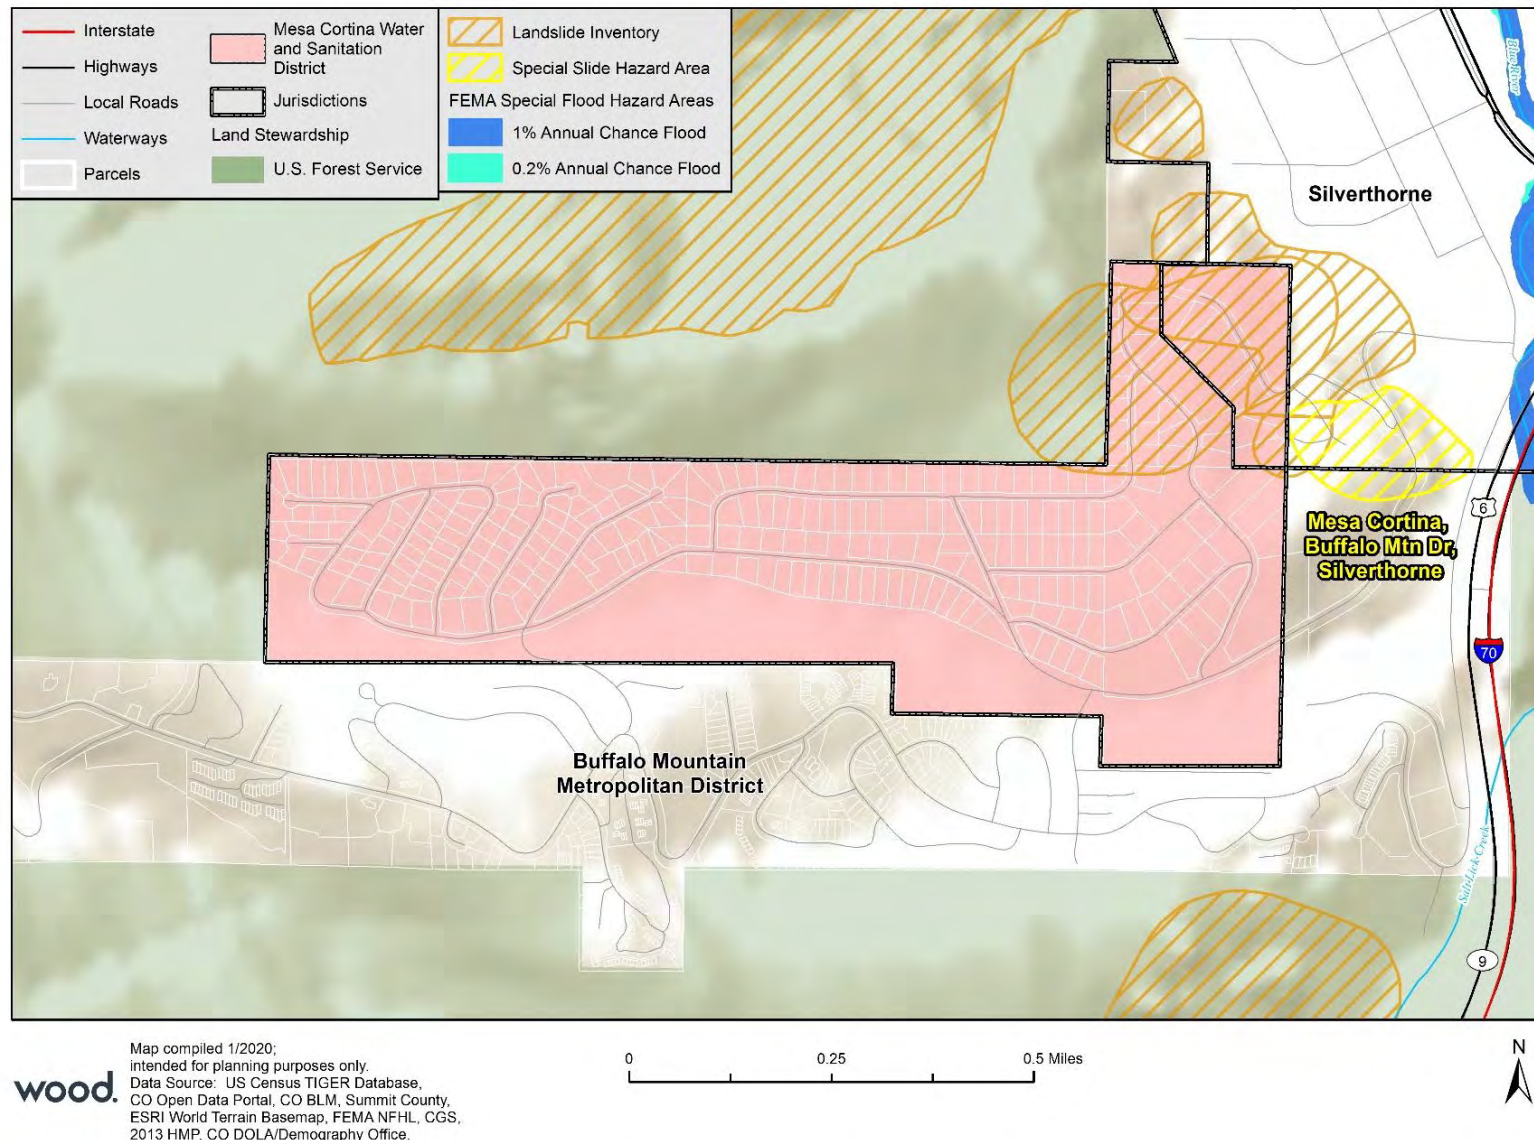 Interstate
Highways
Local Roads
Waterways
Parcels
Mesa Cortina Water
and Sanitation
District
Jurisdictions
Land Stewardship
U.S. Forest Service
Landslide Inventory
Special Slide Hazard Area
FEMA Special Flood Hazard Areas
1% Annual Chance Flood
0.2% Annual Chance Flood
Blue River
Silverthorne
6
Mesa Cortina,
Buffalo Mtn Dr,
Silverthorne
70
Buffalo Mountain
Metropolitan District
Salt Lick Creek
9
wood.
Map compiled 1/2020;
intended for planning purposes only.
Data Source: US Census TIGER Database,
CO Open Data Portal, CO BLM, Summit County,
ESRI World Terrain Basemap, FEMA NFHL, CGS,
2013 HMP, CO DOLA/Demography Office.
0 0.25 0.5 Miles
N